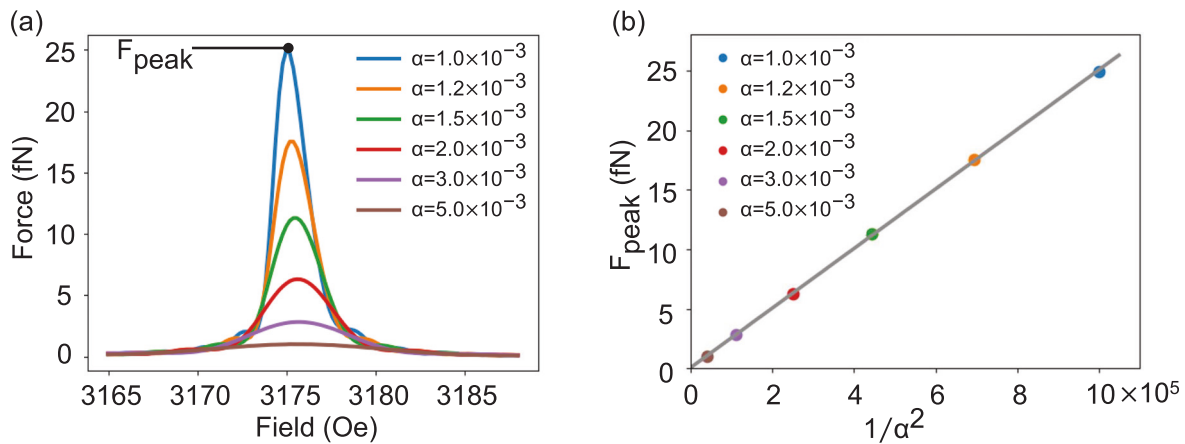 (a)
F_peak
α=1.0×10⁻³
α=1.2×10⁻³
α=1.5×10⁻³
α=2.0×10⁻³
α=3.0×10⁻³
α=5.0×10⁻³
25
20
15
10
5
0
Force (fN)
3165 3170 3175 3180 3185
Field (Oe)
(b)
α=1.0×10⁻³
α=1.2×10⁻³
α=1.5×10⁻³
α=2.0×10⁻³
α=3.0×10⁻³
α=5.0×10⁻³
25
20
15
10
5
0
F_peak (fN)
0 2 4 6 8 10×10⁵
1/α²